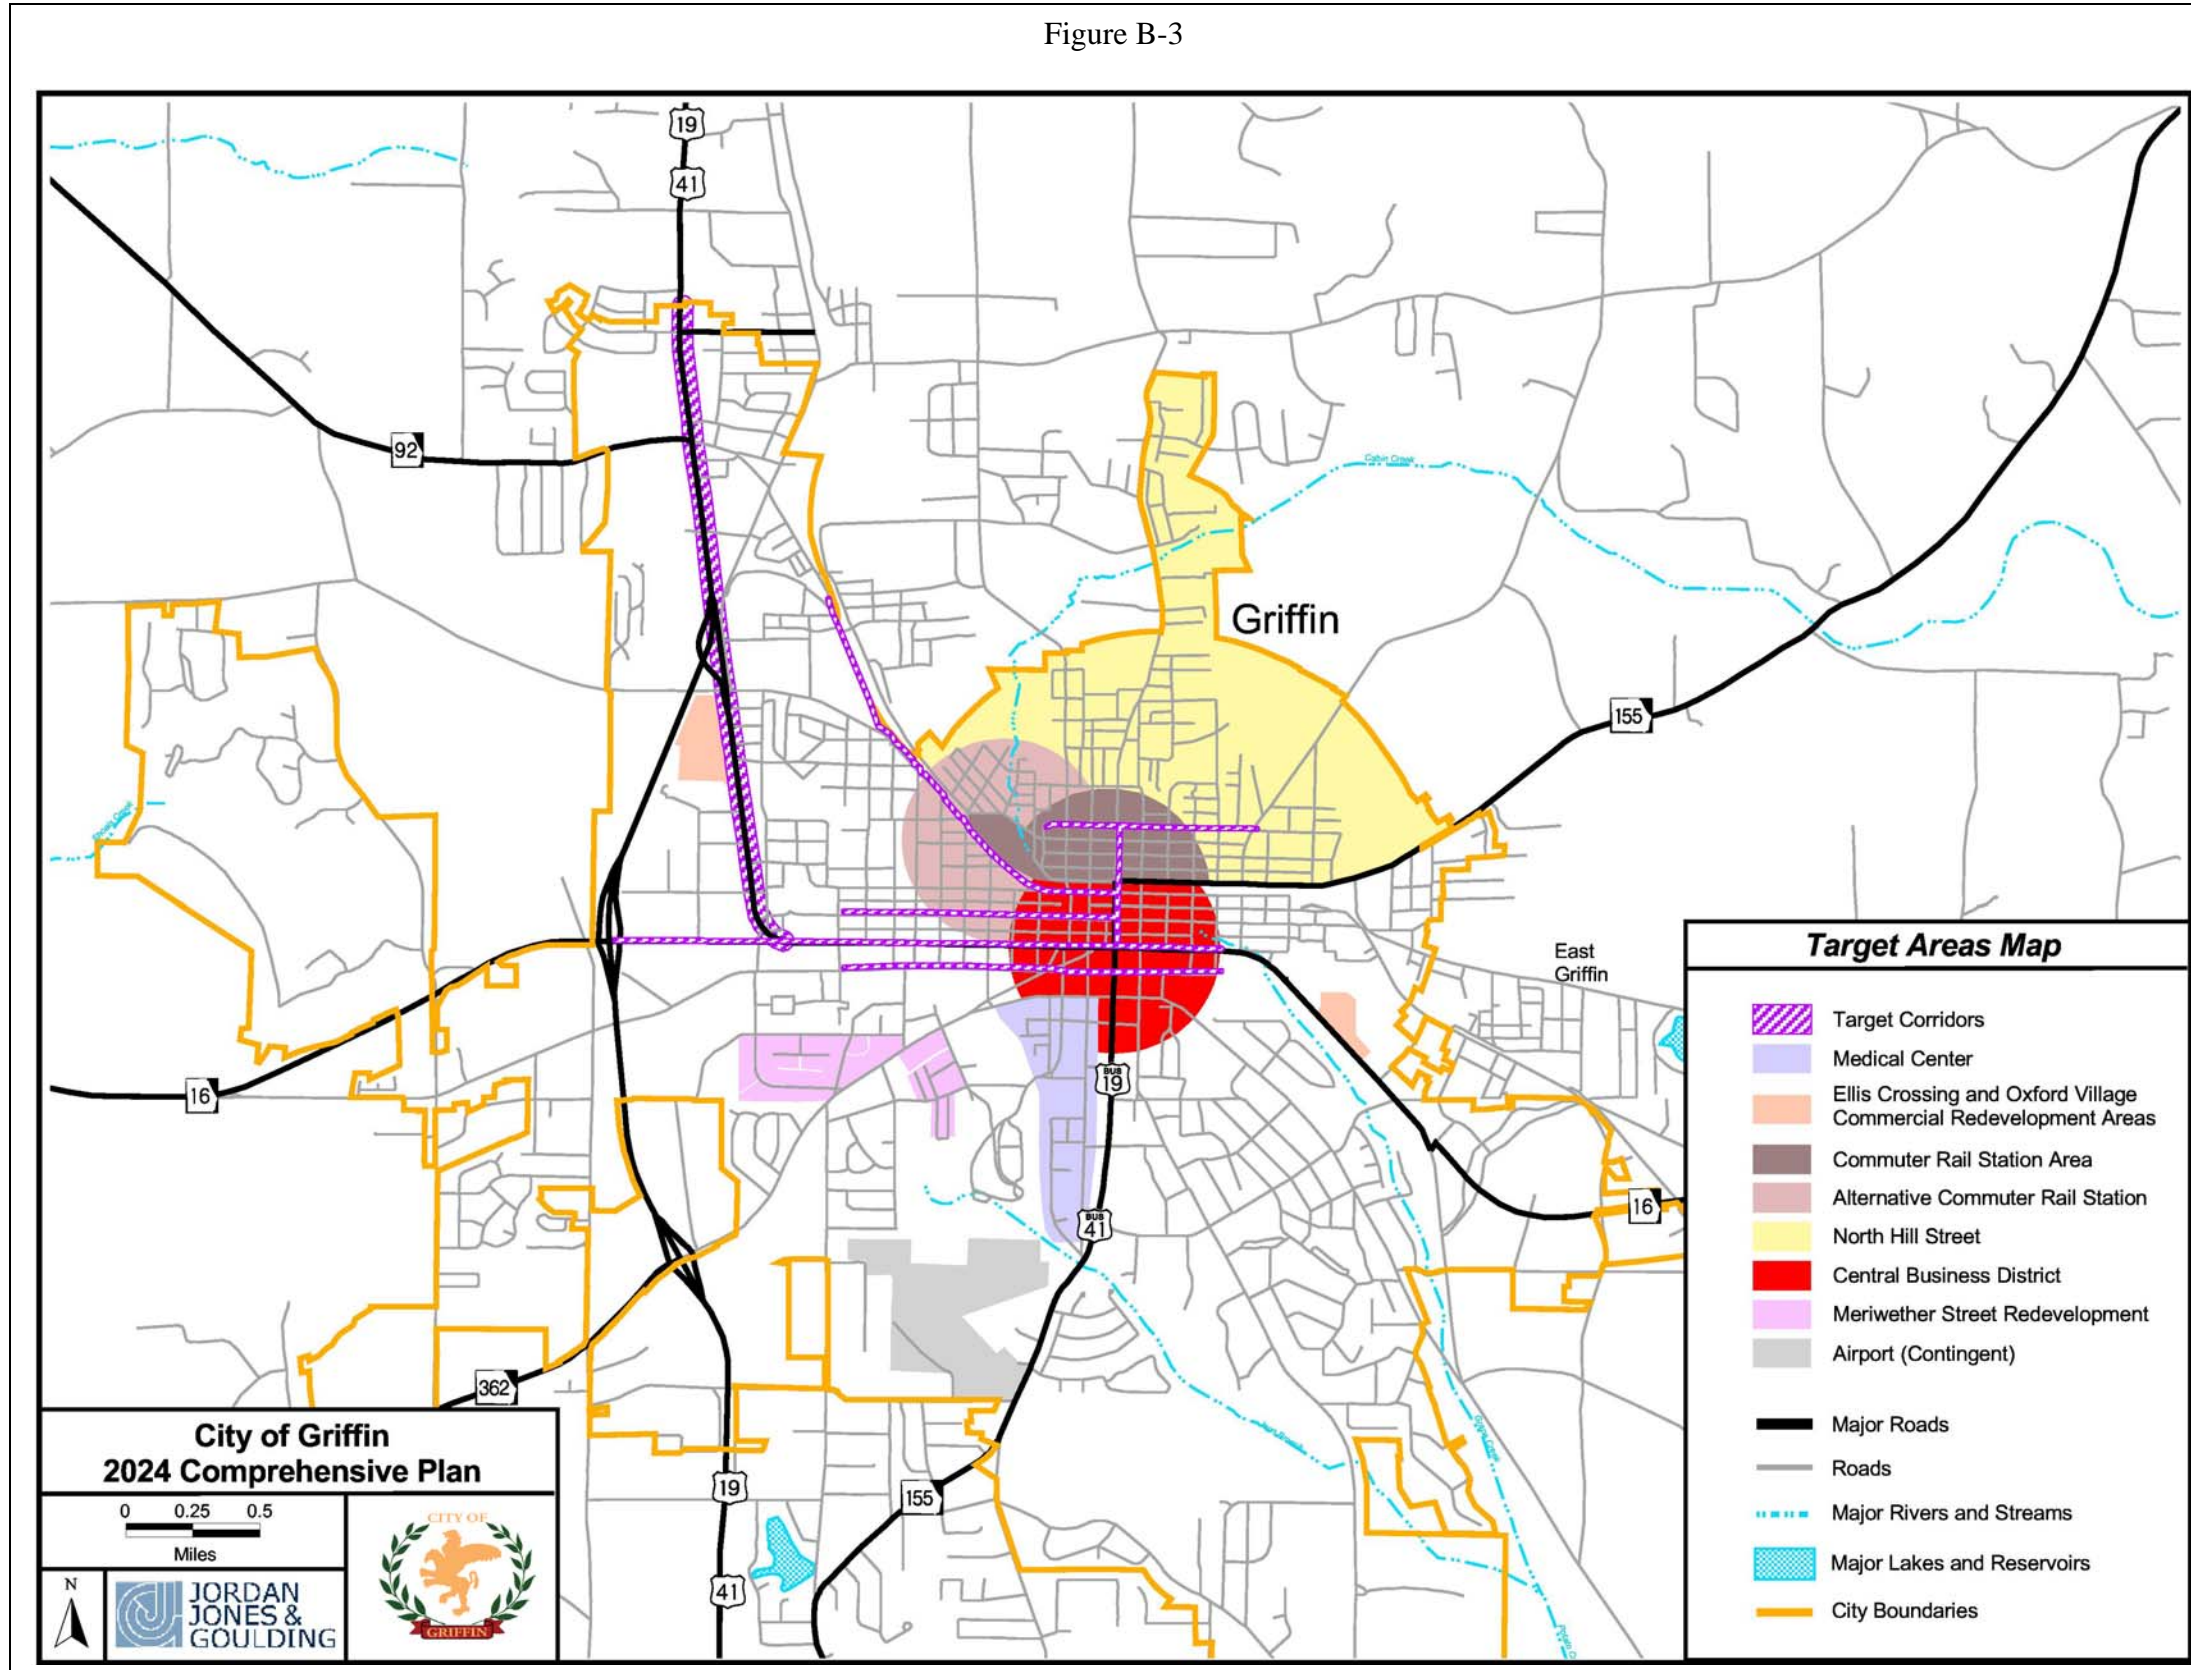 Figure B-3
19
41
92
Cabin Creek
Griffin
155
Shoals Creek
East
Griffin
16
BUS
19
BUS
41
16
362
19
155
41
Target Areas Map
Target Corridors
Medical Center
Ellis Crossing and Oxford Village
Commercial Redevelopment Areas
Commuter Rail Station Area
Alternative Commuter Rail Station
North Hill Street
Central Business District
Meriwether Street Redevelopment
Airport (Contingent)
Major Roads
Roads
Major Rivers and Streams
Major Lakes and Reservoirs
City Boundaries
City of Griffin
2024 Comprehensive Plan
0 0.25 0.5
Miles
N
JORDAN
JONES &
GOULDING
CITY OF
GRIFFIN